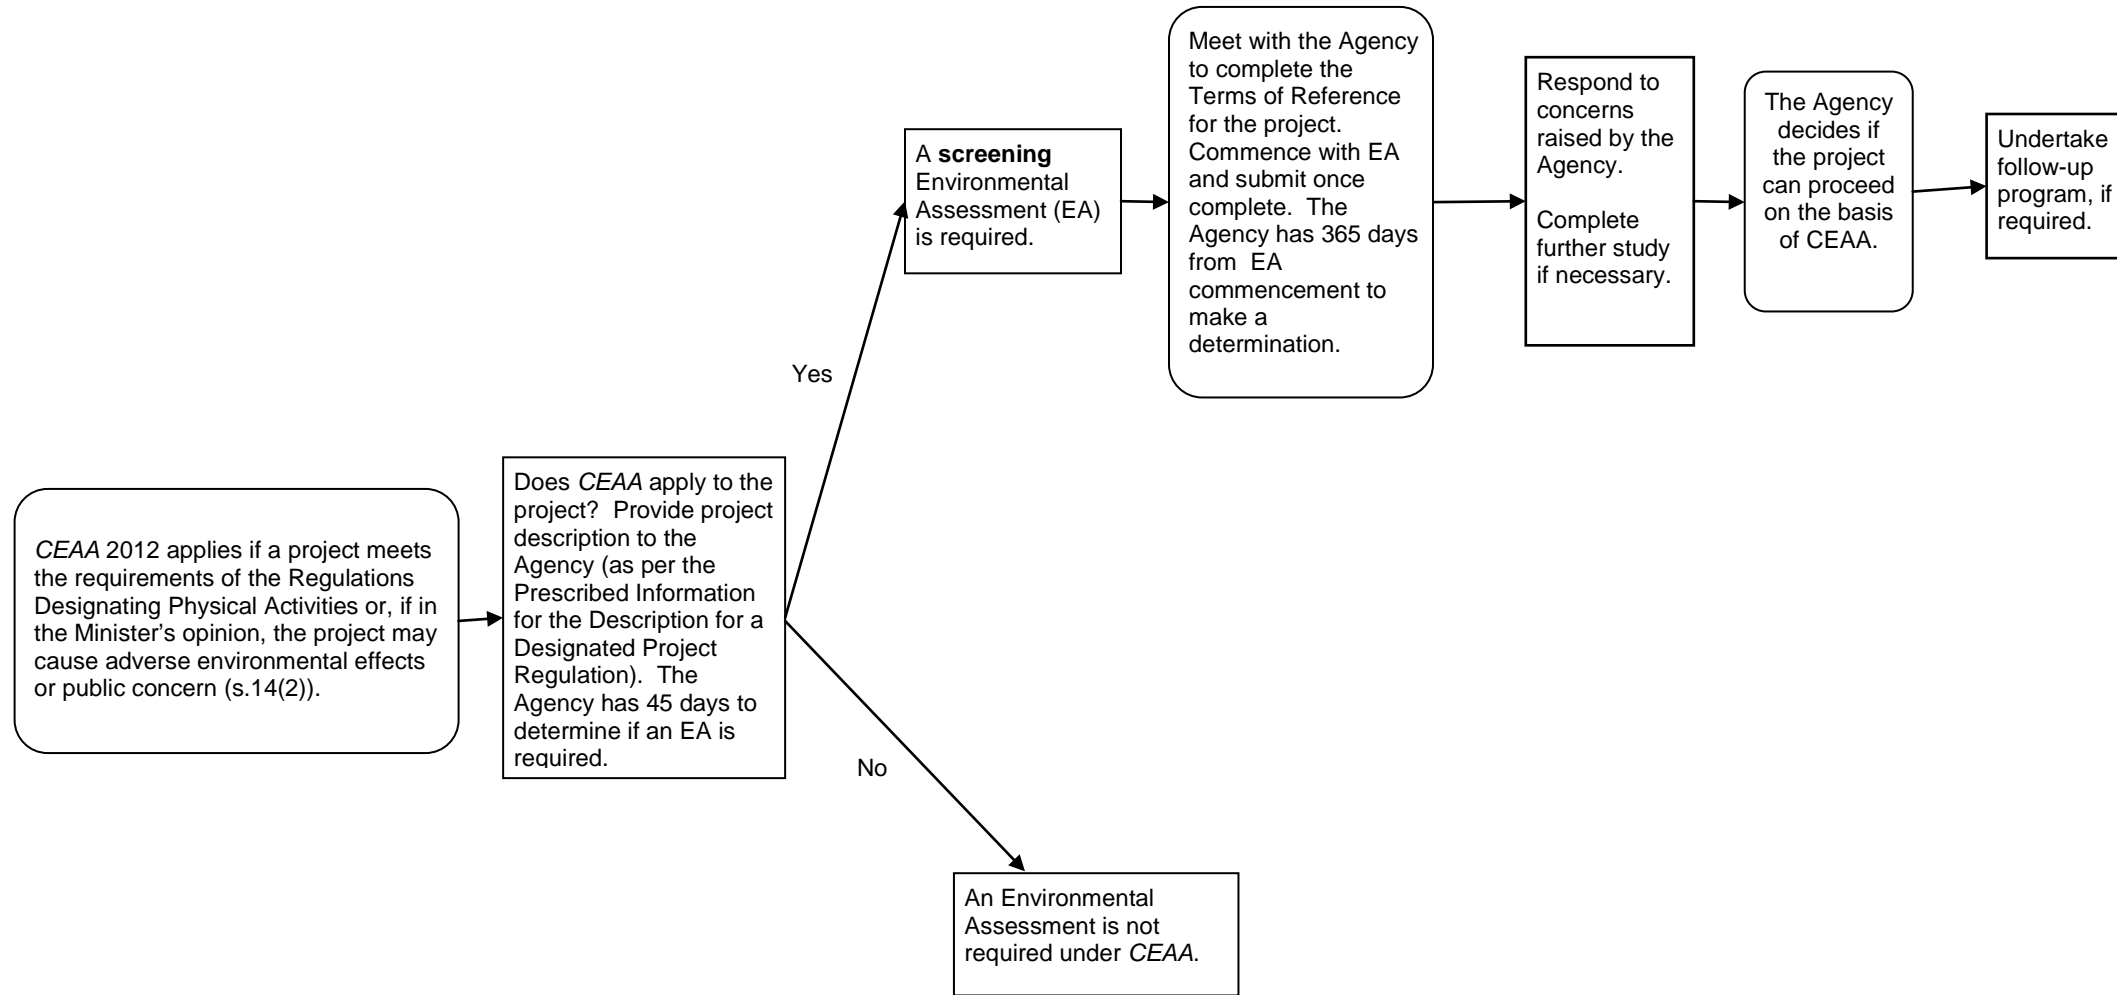 CEAA 2012 applies if a project meets
the requirements of the Regulations
Designating Physical Activities or, if in
the Minister’s opinion, the project may
cause adverse environmental effects
or public concern (s.14(2)).
Does CEAA apply to the
project?  Provide project
description to the
Agency (as per the
Prescribed Information
for the Description for a
Designated Project
Regulation).  The
Agency has 45 days to
determine if an EA is
required.
Yes
A screening
Environmental
Assessment (EA)
is required.
Meet with the Agency
to complete the
Terms of Reference
for the project.
Commence with EA
and submit once
complete.  The
Agency has 365 days
from  EA
commencement to
make a
determination.
Respond to
concerns
raised by the
Agency.
Complete
further study
if necessary.
The Agency
decides if
the project
can proceed
on the basis
of CEAA.
Undertake
follow-up
program, if
required.
No
An Environmental
Assessment is not
required under CEAA.